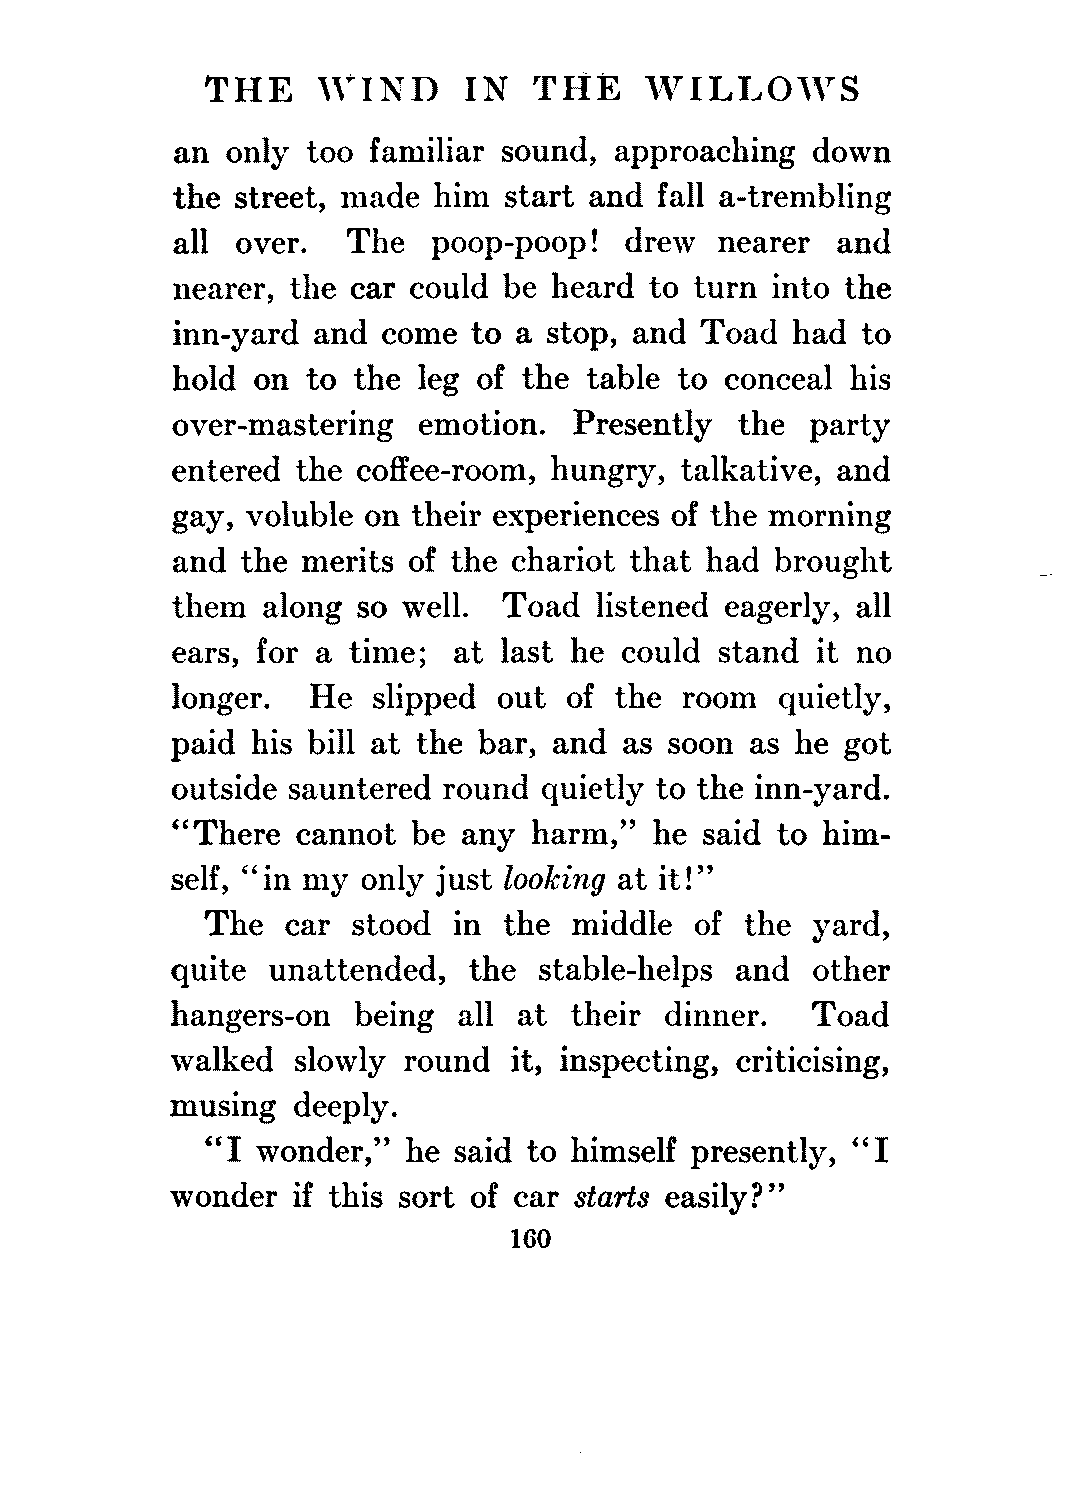 THE WIND IN THE WILLOWS
an only too familiar sound, approaching down
the street, made him start and fall a-trembling
all over. The poop-poop! drew nearer and
nearer, the car could be heard to turn into the
inn-yard and come to a stop, and Toad had to
hold on to the leg of the table to conceal his
over-mastering emotion. Presently the party
entered the coffee-room, hungry, talkative, and
gay, voluble on their experiences of the morning
and the merits of the chariot that had brought
them along so well. Toad listened eagerly, all
ears, for a time; at last he could stand it no
longer. He slipped out of the room quietly,
paid his bill at the bar, and as soon as he got
outside sauntered round quietly to the inn-yard.
“There cannot be any harm,” he said to him-
self, “in my only just looking at it!”
The car stood in the middle of the yard,
quite unattended, the stable-helps and other
hangers-on being all at their dinner. Toad
walked slowly round it, inspecting, criticising,
musing deeply.
“I wonder,” he said to himself presently, “I
wonder if this sort of car starts easily?”
160